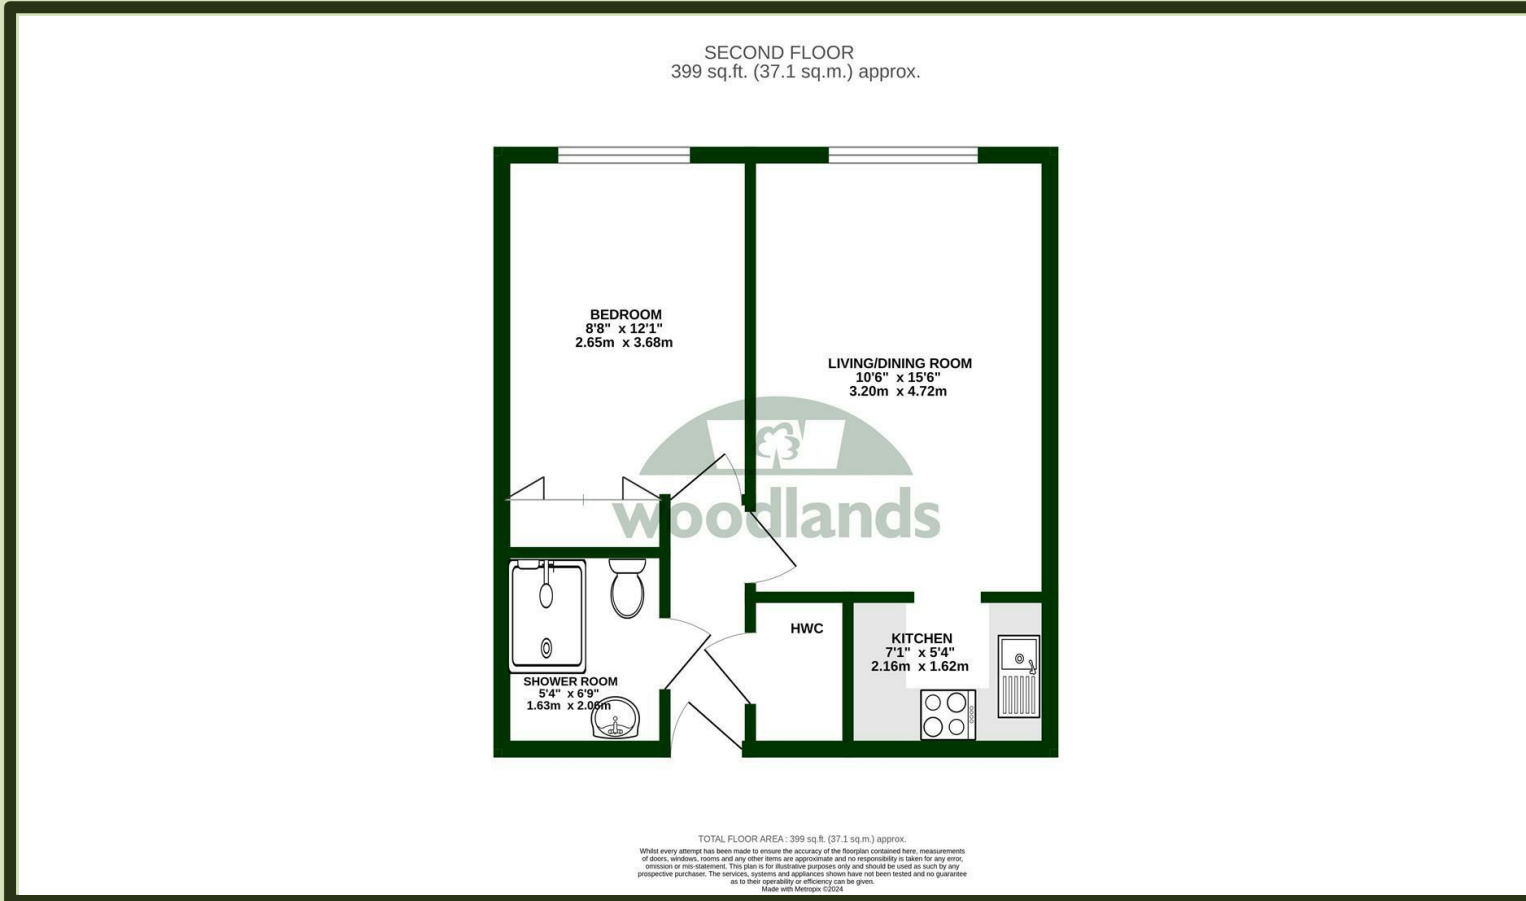 SECOND FLOOR
399 sq.ft. (37.1 sq.m.) approx.
BEDROOM
8'8" x 12'1"
2.65m x 3.68m
LIVING/DINING ROOM
10'6" x 15'6"
3.20m x 4.72m
woodlands
HWC
KITCHEN
7'1" x 5'4"
2.16m x 1.62m
SHOWER ROOM
5'4" x 6'9"
1.63m x 2.06m
TOTAL FLOOR AREA : 399 sq.ft. (37.1 sq.m.) approx.
Whilst every attempt has been made to ensure the accuracy of the floorplan contained here, measurements
of doors, windows, rooms and any other items are approximate and no responsibility is taken for any error,
omission or mis-statement. This plan is for illustrative purposes only and should be used as such by any
prospective purchaser. The services, systems and appliances shown have not been tested and no guarantee
as to their operability or efficiency can be given.
Made with Metropix ©2024